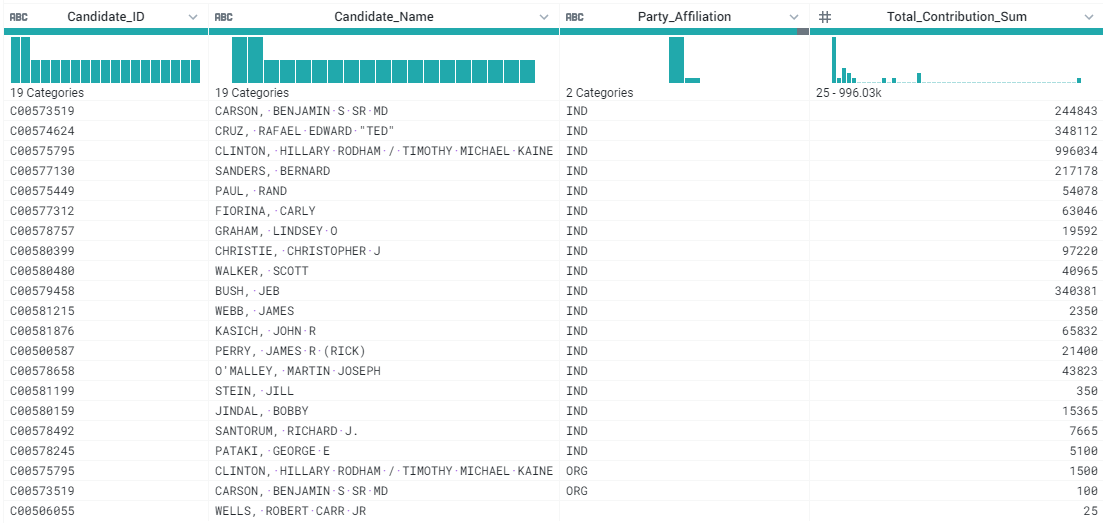 ABC Candidate_ID ABC Candidate_Name ABC Party_Affiliation # Total_Contribution_Sum
19 Categories 19 Categories 2 Categories 25 - 996.03k
C00573519 CARSON,·BENJAMIN·S·SR·MD IND 244843
C00574624 CRUZ,·RAFAEL·EDWARD·"TED" IND 348112
C00575795 CLINTON,·HILLARY·RODHAM·/·TIMOTHY·MICHAEL·KAINE IND 996034
C00577130 SANDERS,·BERNARD IND 217178
C00575449 PAUL,·RAND IND 54078
C00577312 FIORINA,·CARLY IND 63046
C00578757 GRAHAM,·LINDSEY·O IND 19592
C00580399 CHRISTIE,·CHRISTOPHER·J IND 97220
C00580480 WALKER,·SCOTT IND 40965
C00579458 BUSH,·JEB IND 340381
C00581215 WEBB,·JAMES IND 2350
C00581876 KASICH,·JOHN·R IND 65832
C00500587 PERRY,·JAMES·R·(RICK) IND 21400
C00578658 O'MALLEY,·MARTIN·JOSEPH IND 43823
C00581199 STEIN,·JILL IND 350
C00580159 JINDAL,·BOBBY IND 15365
C00578492 SANTORUM,·RICHARD·J. IND 7665
C00578245 PATAKI,·GEORGE·E IND 5100
C00575795 CLINTON,·HILLARY·RODHAM·/·TIMOTHY·MICHAEL·KAINE ORG 1500
C00573519 CARSON,·BENJAMIN·S·SR·MD ORG 100
C00506055 WELLS,·ROBERT·CARR·JR 25